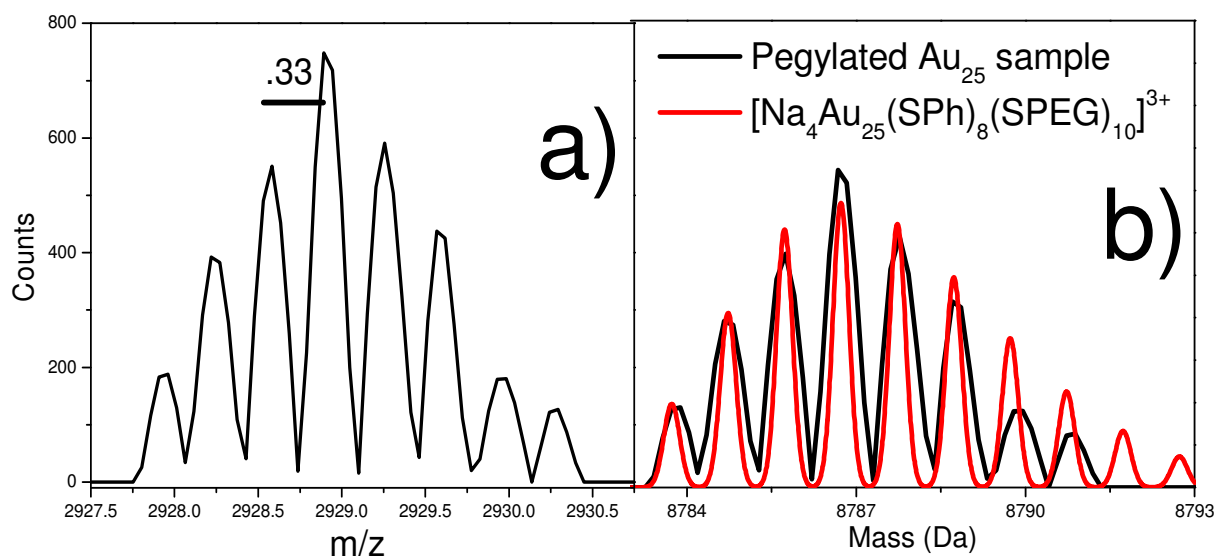 800
600
400
200
0
Counts
.33
a)
2927.5 2928.0 2928.5 2929.0 2929.5 2930.0 2930.5
m/z
Pegylated Au₂₅ sample
[Na₄Au₂₅(SPh)₈(SPEG)₁₀]³⁺
b)
8784 8787 8790 8793
Mass (Da)